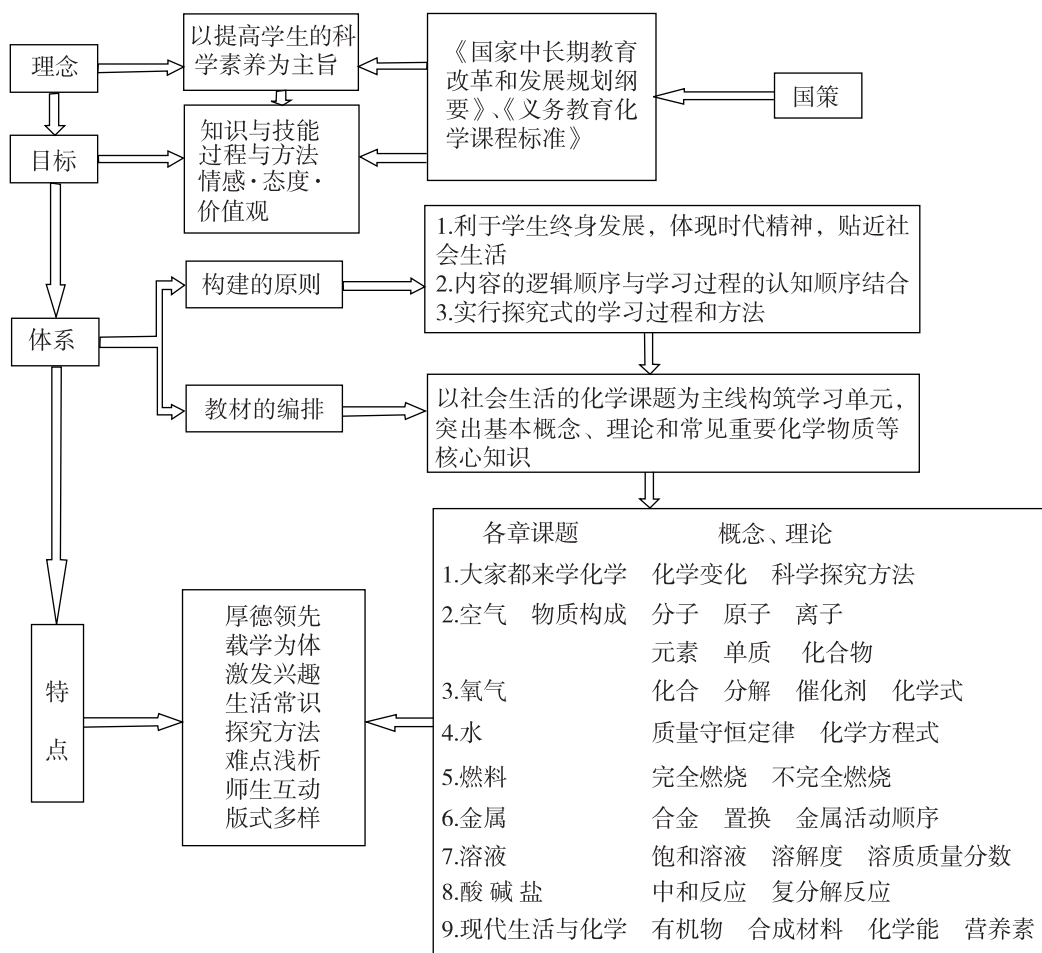 理念
以提高学生的科
学素养为主旨
《国家中长期教育
改革和发展规划纲
要》、《义务教育化
学课程标准》
国策
目标
知识与技能
过程与方法
情感·态度·
价值观
体系
构建的原则
1.利于学生终身发展，体现时代精神，贴近社
会生活
2.内容的逻辑顺序与学习过程的认知顺序结合
3.实行探究式的学习过程和方法
教材的编排
以社会生活的化学课题为主线构筑学习单元，
突出基本概念、理论和常见重要化学物质等
核心知识
特
点
厚德领先
载学为体
激发兴趣
生活常识
探究方法
难点浅析
师生互动
版式多样
各章课题 概念、理论
1.大家都来学化学 化学变化 科学探究方法
2.空气 物质构成 分子 原子 离子
元素 单质 化合物
3.氧气 化合 分解 催化剂 化学式
4.水 质量守恒定律 化学方程式
5.燃料 完全燃烧 不完全燃烧
6.金属 合金 置换 金属活动顺序
7.溶液 饱和溶液 溶解度 溶质质量分数
8.酸 碱 盐 中和反应 复分解反应
9.现代生活与化学 有机物 合成材料 化学能 营养素